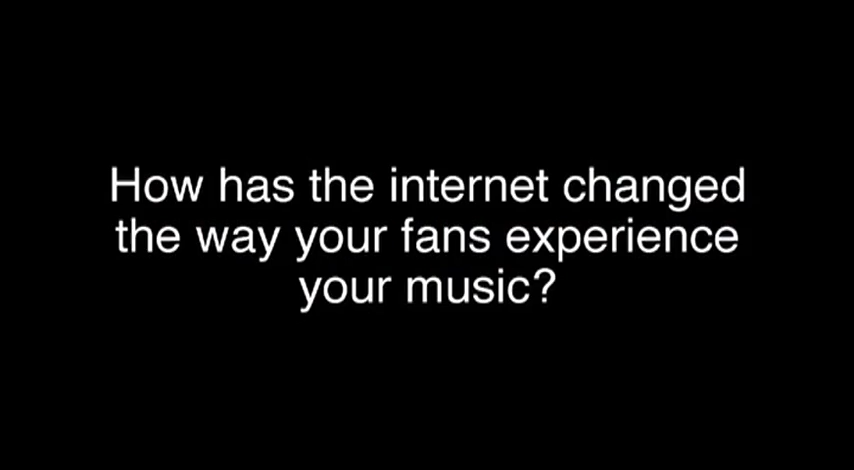 How has the internet changed
the way your fans experience
your music?